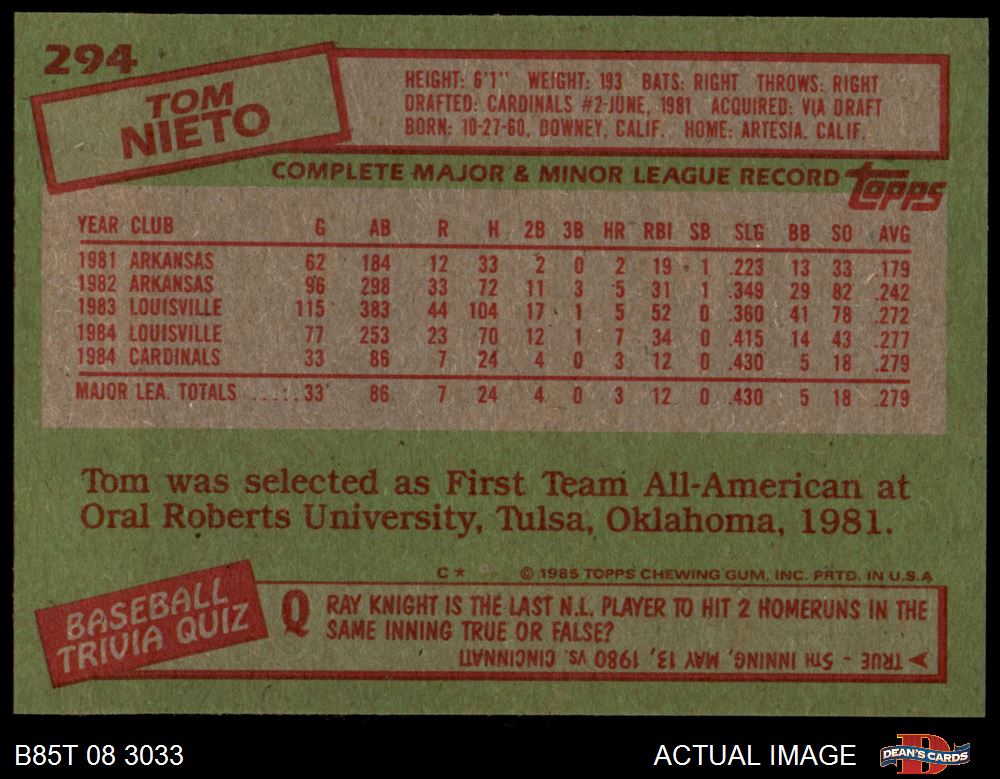 294
TOM
NIETO
HEIGHT: 6'1" WEIGHT: 193 BATS: RIGHT THROWS: RIGHT
DRAFTED: CARDINALS #2-JUNE, 1981 ACQUIRED: VIA DRAFT
BORN: 10-27-60, DOWNEY, CALIF. HOME: ARTESIA, CALIF.
COMPLETE MAJOR & MINOR LEAGUE RECORD topps
YEAR CLUB G AB R H 2B 3B HR RBI SB SLG BB SO AVG
1981 ARKANSAS 62 184 12 33 2 0 2 19 1 .223 13 33 .179
1982 ARKANSAS 96 298 33 72 11 3 5 31 1 .349 29 82 .242
1983 LOUISVILLE 115 383 44 104 17 1 5 52 0 .360 41 78 .272
1984 LOUISVILLE 77 253 23 70 12 1 7 34 0 .415 14 43 .277
1984 CARDINALS 33 86 7 24 4 0 3 12 0 .430 5 18 .279
MAJOR LEA. TOTALS .....33 86 7 24 4 0 3 12 0 .430 5 18 .279
Tom was selected as First Team All-American at
Oral Roberts University, Tulsa, Oklahoma, 1981.
C* © 1985 TOPPS CHEWING GUM, INC. PRTD. IN U.S.A
BASEBALL
TRIVIA QUIZ
Q RAY KNIGHT IS THE LAST N.L. PLAYER TO HIT 2 HOMERUNS IN THE
SAME INNING TRUE OR FALSE?
TRUE - 5TH INNING, MAY 13, 1980 vs. CINCINNATI
B85T 08 3033 ACTUAL IMAGE DEAN'S CARDS